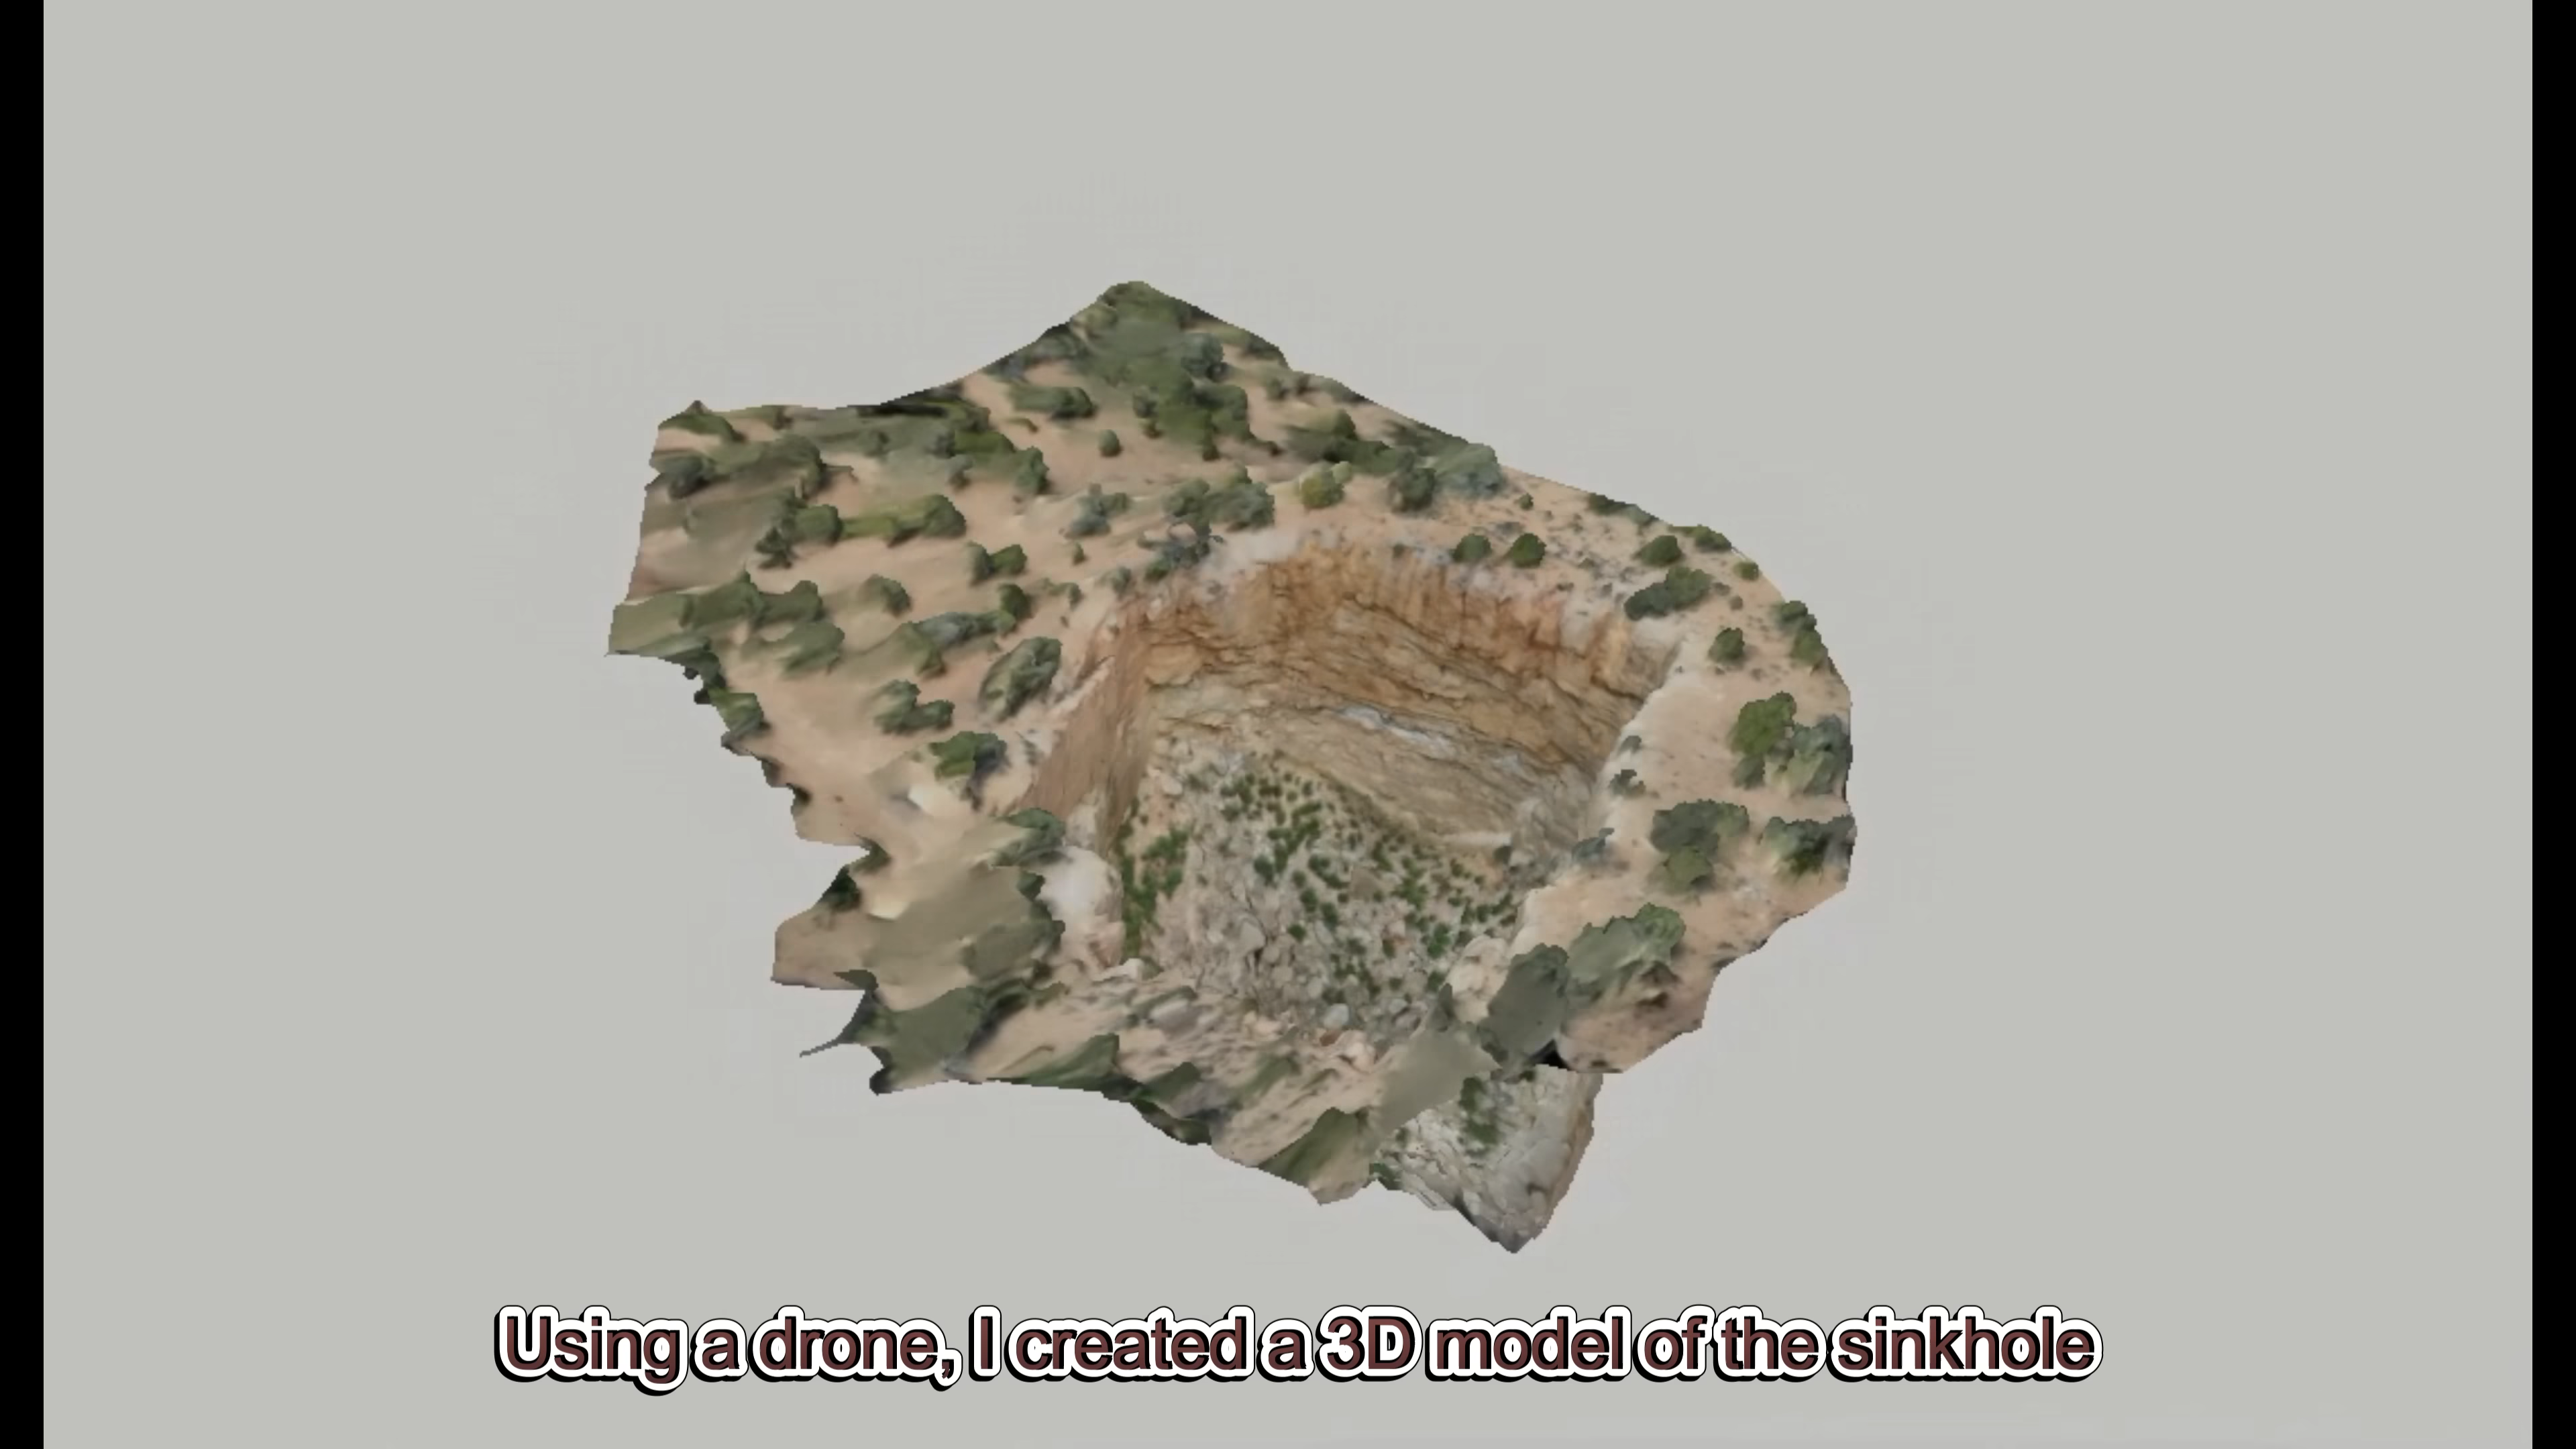 Using a drone, I created a 3D model of the sinkhole